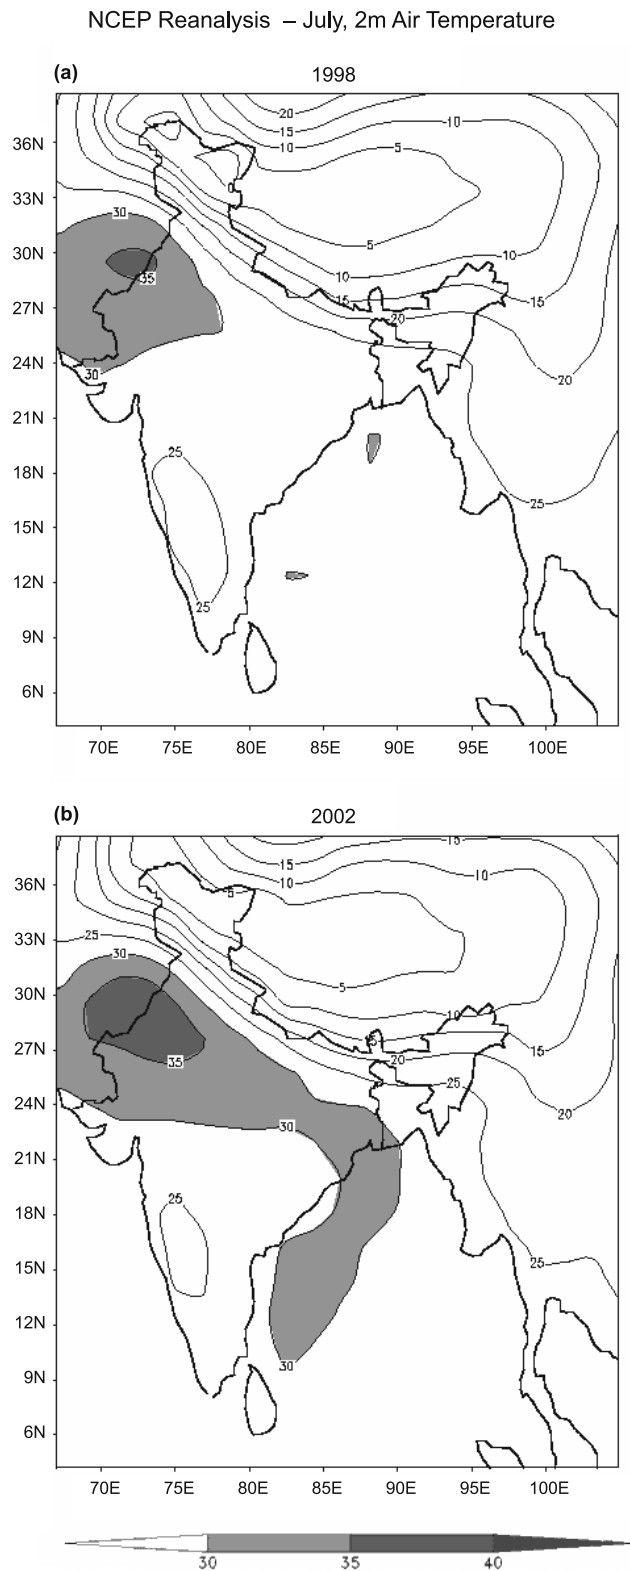 NCEP Reanalysis – July, 2m Air Temperature
(a) 1998
20
15
10
10
5
0
5
10
15
20
15
20
25
30
35
30
25
25
36N
33N
30N
27N
24N
21N
18N
15N
12N
9N
6N
70E 75E 80E 85E 90E 95E 100E
(b) 2002
15
15
10
10
5
5
10
15
20
25
15
20
25
25
30
35
30
25
30
36N
33N
30N
27N
24N
21N
18N
15N
12N
9N
6N
70E 75E 80E 85E 90E 95E 100E
30 35 40